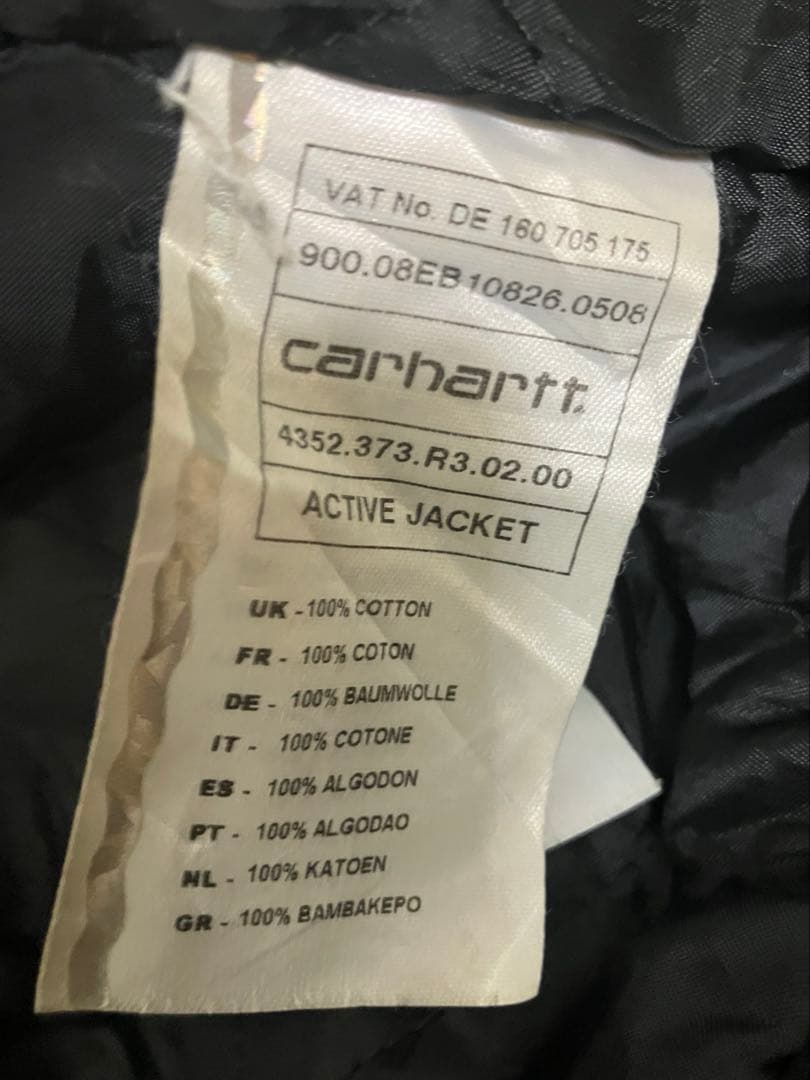 VAT No. DE 160 705 175
900.08EB10826.0508
carhartt
4352.373.R3.02.00
ACTIVE JACKET
UK - 100% COTTON
FR - 100% COTON
DE - 100% BAUMWOLLE
IT - 100% COTONE
ES - 100% ALGODON
PT - 100% ALGODAO
NL - 100% KATOEN
GR - 100% BAMBAKEPO